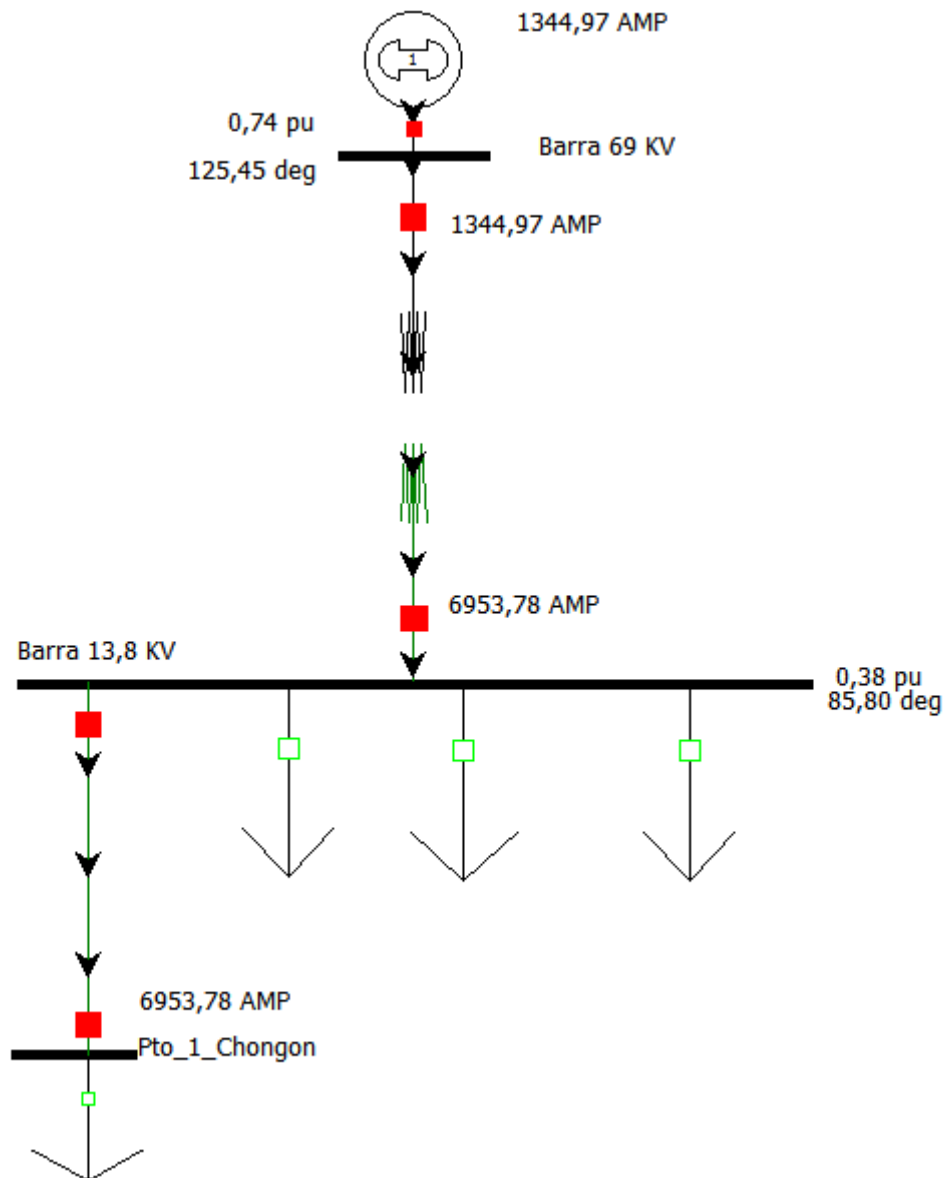 1344,97 AMP
1
0,74 pu
Barra 69 KV
125,45 deg
1344,97 AMP
6953,78 AMP
Barra 13,8 KV
0,38 pu
85,80 deg
6953,78 AMP
Pto_1_Chongon